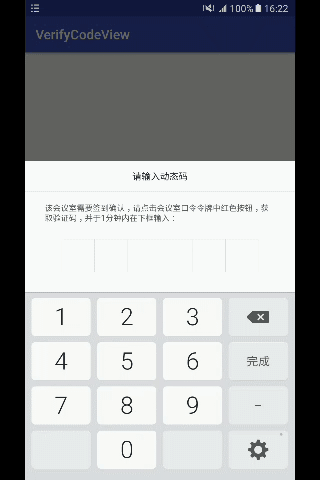 100% 16:22
VerifyCodeView
请输入动态码
该会议室需要签到确认，请点击会议室口令令牌中红色按钮，获
取验证码，并于1分钟内在下框输入：
1 2 3
4 5 6 完成
7 8 9 -
0